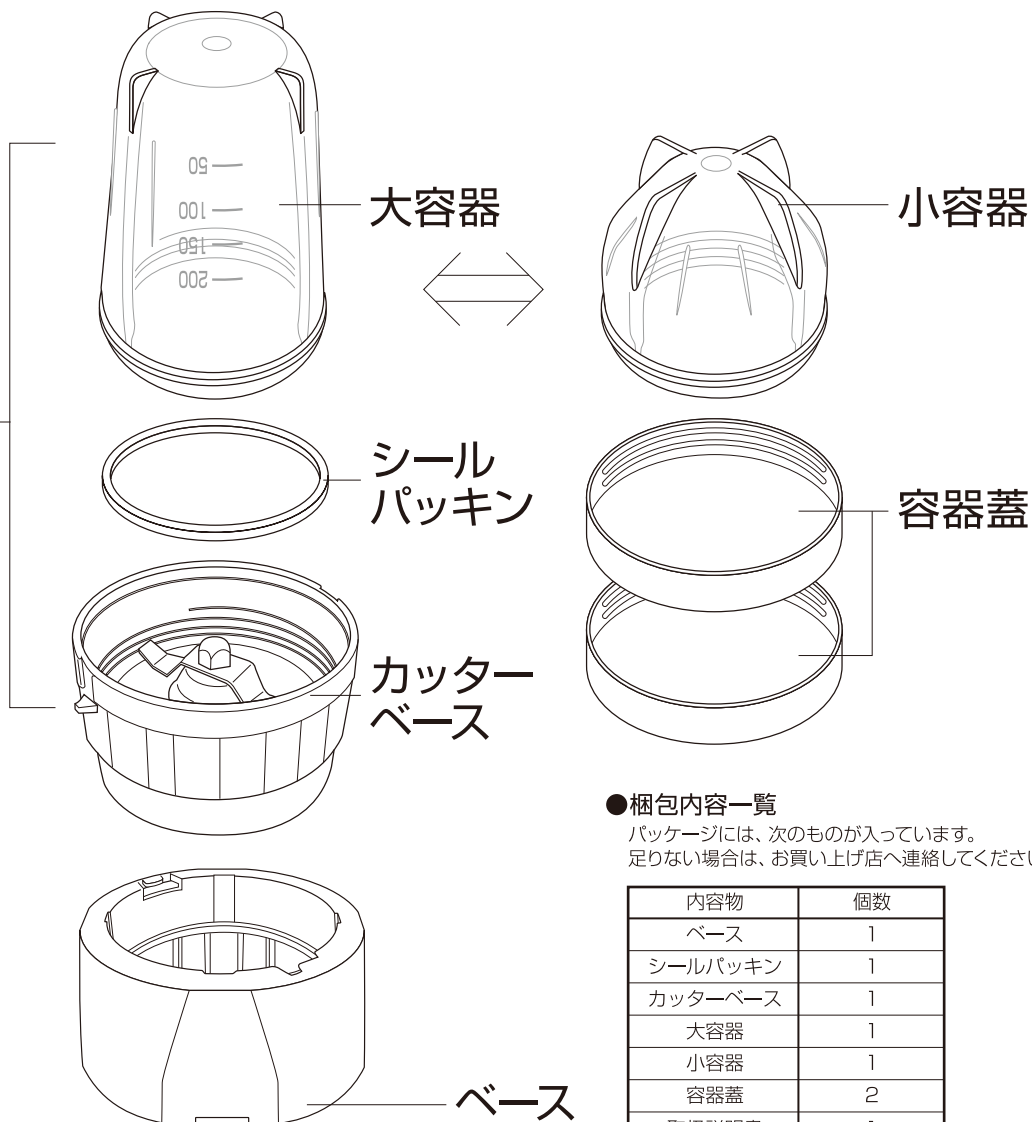 50
100
150
200
大容器
小容器
シール
パッキン
容器蓋
カッター
ベース
ベース
●梱包内容一覧
パッケージには、次のものが入っています。
足りない場合は、お買い上げ店へ連絡してくださ
内容物 個数
ベース 1
シールパッキン 1
カッターベース 1
大容器 1
小容器 1
容器蓋 2